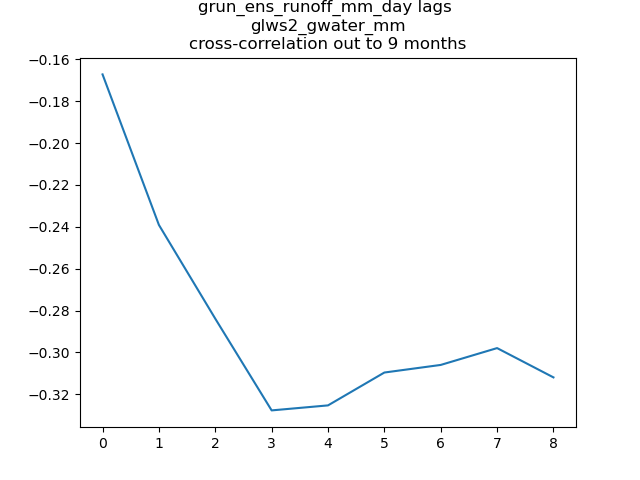 grun_ens_runoff_mm_day lags
glws2_gwater_mm
cross-correlation out to 9 months
−0.16
−0.18
−0.20
−0.22
−0.24
−0.26
−0.28
−0.30
−0.32
0 1 2 3 4 5 6 7 8